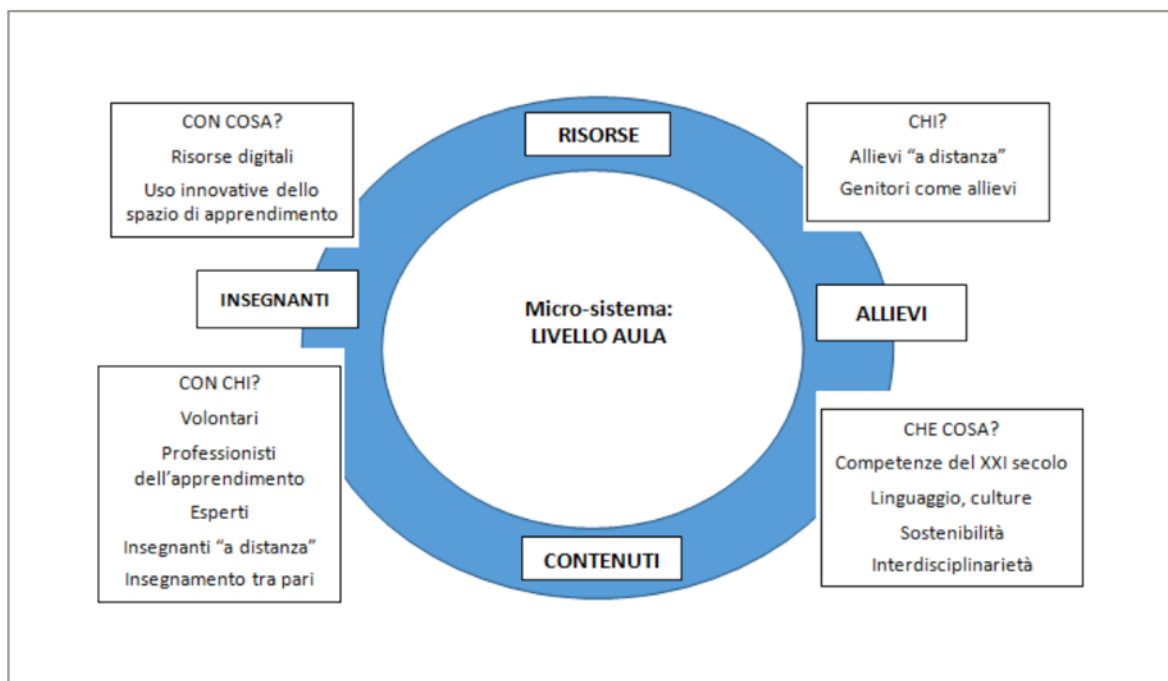 CON COSA?
Risorse digitali
Uso innovative dello
spazio di apprendimento
RISORSE
CHI?
Allievi “a distanza”
Genitori come allievi
INSEGNANTI
Micro-sistema:
LIVELLO AULA
ALLIEVI
CON CHI?
Volontari
Professionisti
dell’apprendimento
Esperti
Insegnanti “a distanza”
Insegnamento tra pari
CONTENUTI
CHE COSA?
Competenze del XXI secolo
Linguaggio, culture
Sostenibilità
Interdisciplinarietà